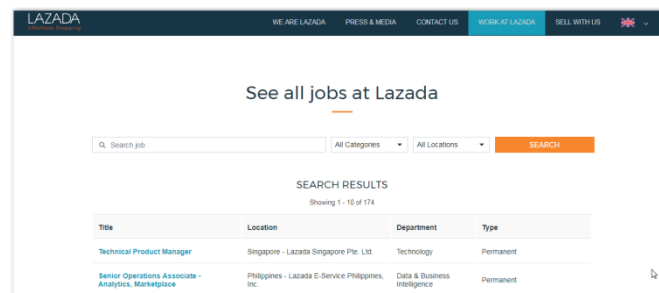 LAZADA
Effortless Shopping
WE ARE LAZADA PRESS & MEDIA CONTACT US WORK AT LAZADA SELL WITH US
See all jobs at Lazada
Search job All Categories All Locations SEARCH
SEARCH RESULTS
Showing 1 - 10 of 174
Title Location Department Type
Technical Product Manager Singapore - Lazada Singapore Pte. Ltd. Technology Permanent
Senior Operations Associate - Philippines - Lazada E-Service Philippines, Data & Business
Analytics, Marketplace Inc. Intelligence Permanent